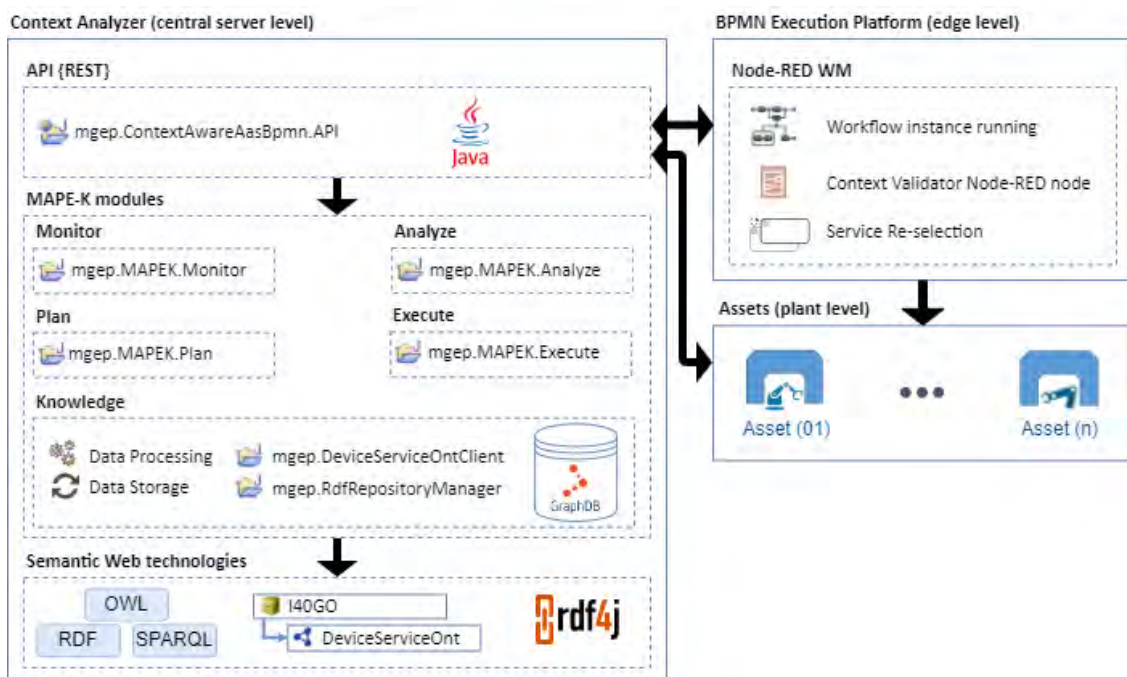 Context Analyzer (central server level)
API {REST}
mgep.ContextAwareAasBpmn.API
Java
MAPE-K modules
Monitor
mgep.MAPEK.Monitor
Analyze
mgep.MAPEK.Analyze
Plan
mgep.MAPEK.Plan
Execute
mgep.MAPEK.Execute
Knowledge
Data Processing
mgep.DeviceServiceOntClient
Data Storage
mgep.RdfRepositoryManager
GraphDB
Semantic Web technologies
OWL
RDF
SPARQL
I40GO
DeviceServiceOnt
rdf4j
BPMN Execution Platform (edge level)
Node-RED WM
Workflow instance running
Context Validator Node-RED node
Service Re-selection
Assets (plant level)
Asset (01)
Asset (n)